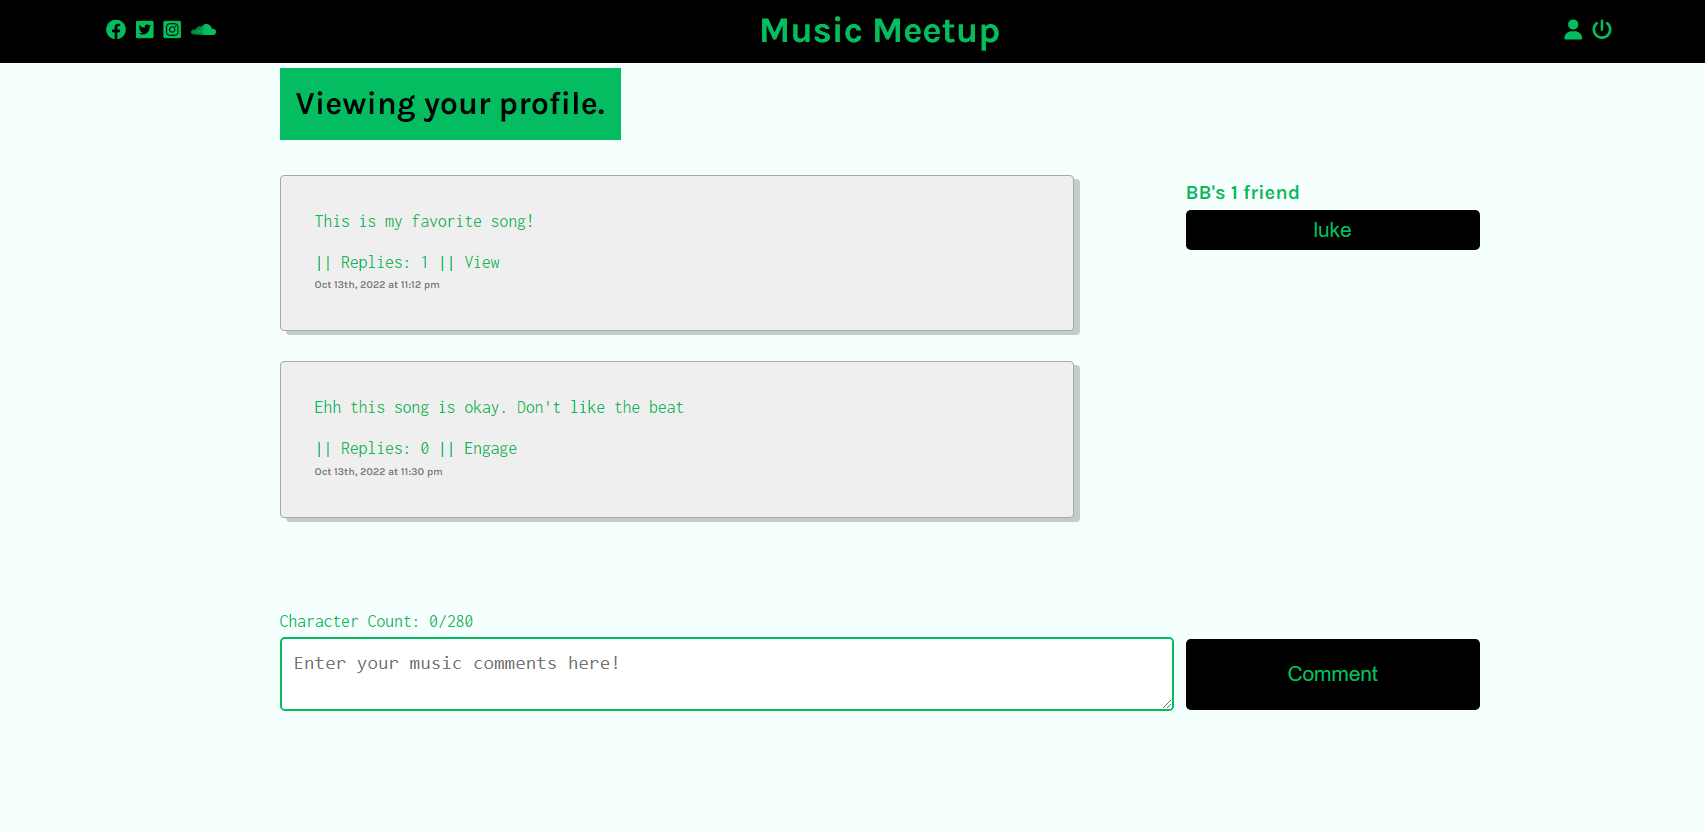 Music Meetup
Viewing your profile.
This is my favorite song!
|| Replies: 1 || View
Oct 13th, 2022 at 11:12 pm
BB's 1 friend
luke
Ehh this song is okay. Don't like the beat
|| Replies: 0 || Engage
Oct 13th, 2022 at 11:30 pm
Character Count: 0/280
Enter your music comments here!
Comment